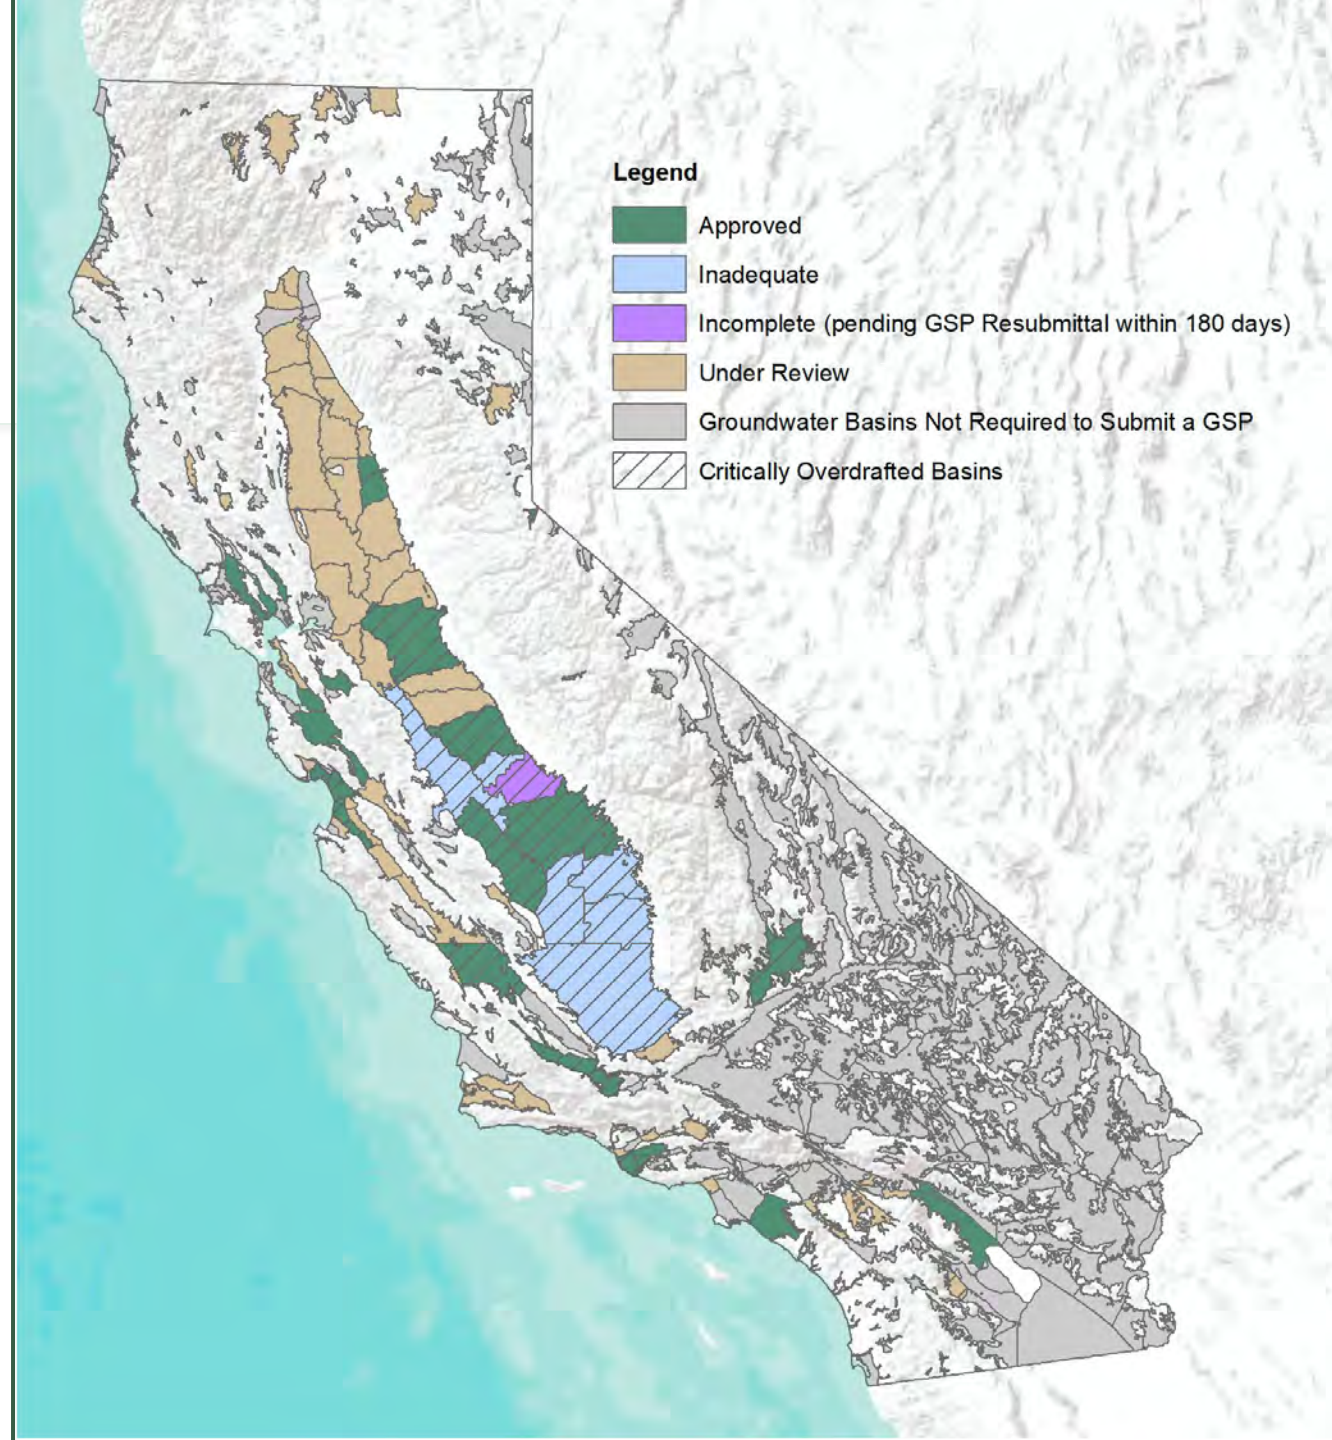 Legend
Approved
Inadequate
Incomplete (pending GSP Resubmittal within 180 days)
Under Review
Groundwater Basins Not Required to Submit a GSP
Critically Overdrafted Basins